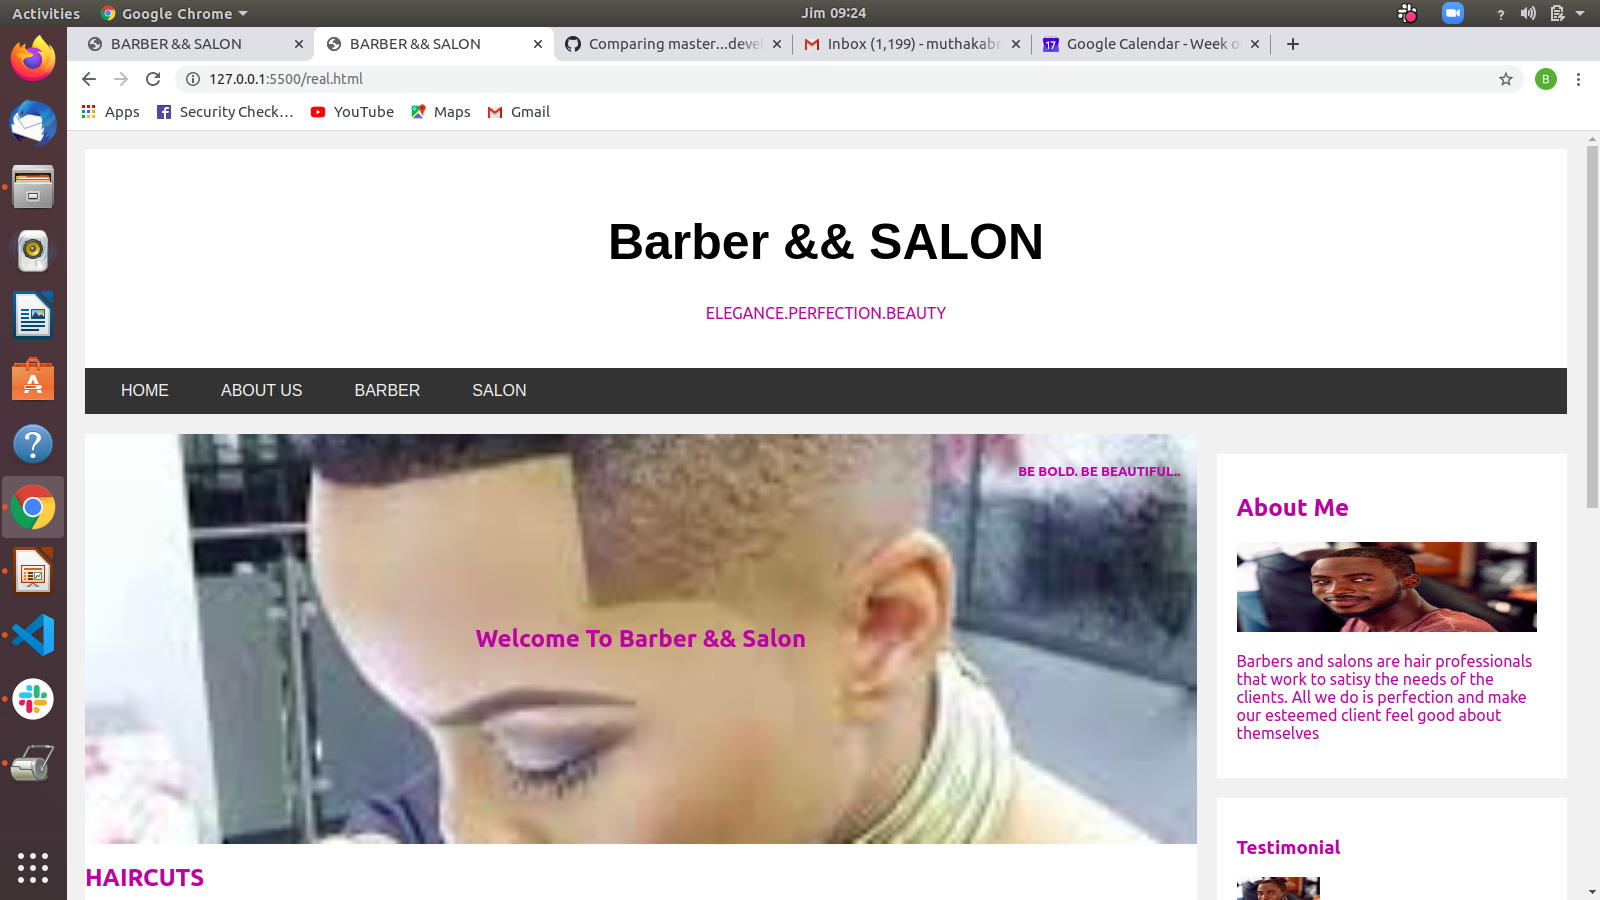 Activities
Google Chrome
Jim 09:24
BARBER && SALON
BARBER && SALON
Comparing master...devel
Inbox (1,199) - muthakabr
Google Calendar - Week o
127.0.0.1:5500/real.html
B
Apps
Security Check...
YouTube
Maps
Gmail
Barber && SALON
ELEGANCE.PERFECTION.BEAUTY
HOME
ABOUT US
BARBER
SALON
BE BOLD. BE BEAUTIFUL..
Welcome To Barber && Salon
HAIRCUTS
About Me
Barbers and salons are hair professionals
that work to satisy the needs of the
clients. All we do is perfection and make
our esteemed client feel good about
themselves
Testimonial